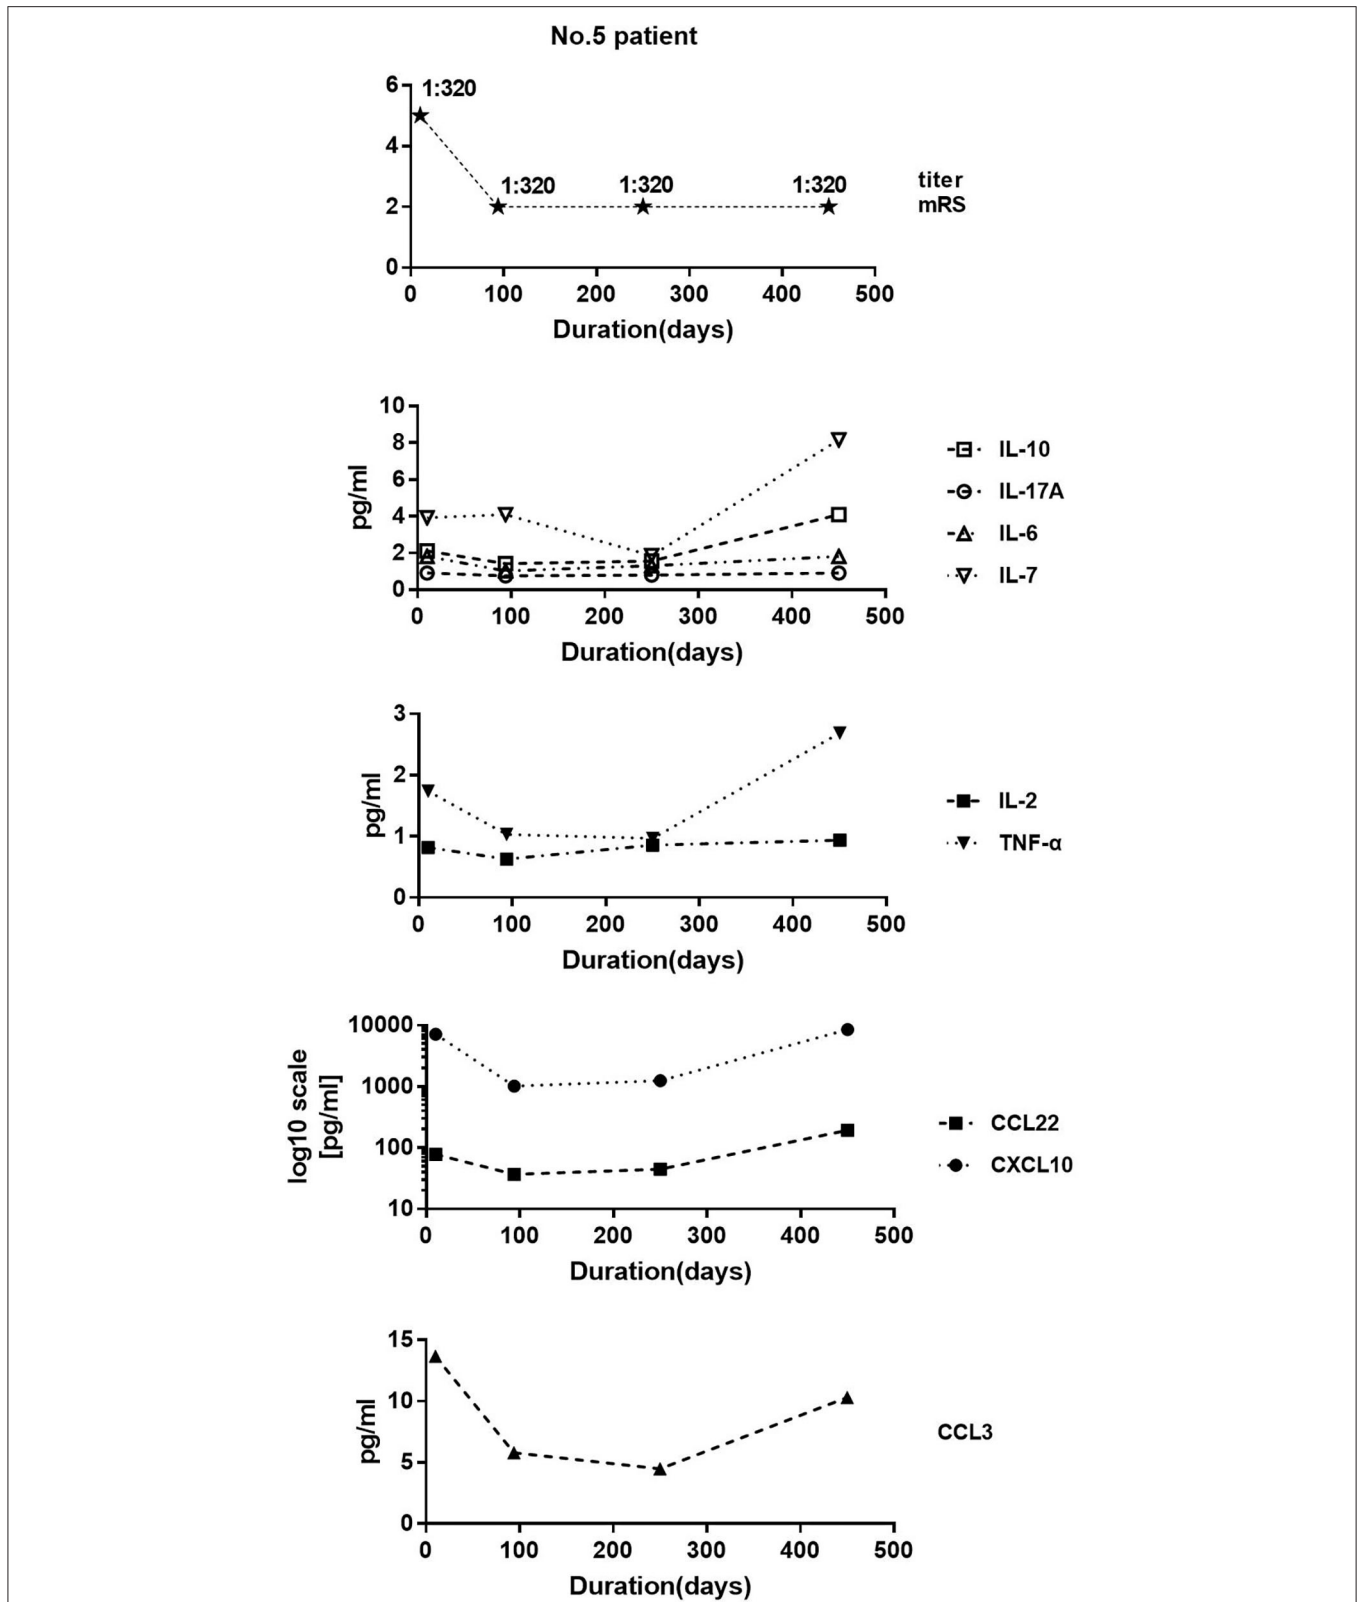 No.5 patient
6
1:320
4
1:320 1:320 1:320
titer
mRS
2
0
0 100 200 300 400 500
Duration(days)
10
8
6
4
2
0
pg/ml
IL-10
IL-17A
IL-6
IL-7
0 100 200 300 400 500
Duration(days)
3
2
1
0
pg/ml
IL-2
TNF-α
0 100 200 300 400 500
Duration(days)
10000
1000
100
10
log10 scale
[pg/ml]
CCL22
CXCL10
0 100 200 300 400 500
Duration(days)
15
10
5
0
pg/ml
CCL3
0 100 200 300 400 500
Duration(days)